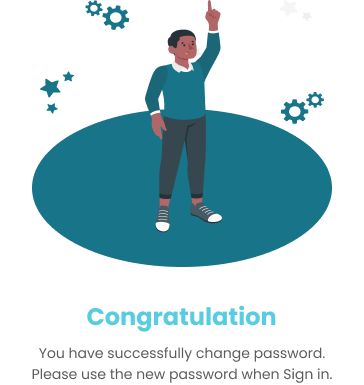 Congratulation
You have successfully change password.
Please use the new password when Sign in.